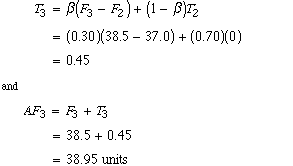 T₃ = β(F₃ − F₂) + (1 − β)T₂
= (0.30)(38.5 − 37.0) + (0.70)(0)
= 0.45
and
AF₃ = F₃ + T₃
= 38.5 + 0.45
= 38.95 units